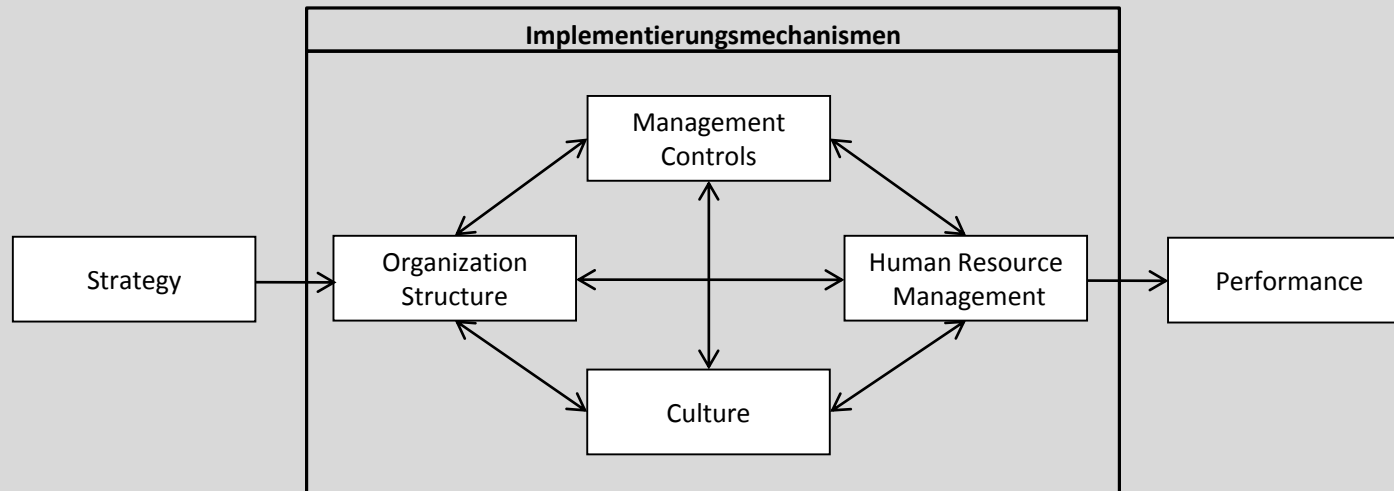 Implementierungsmechanismen
Management
Controls
Strategy
Organization
Structure
Human Resource
Management
Performance
Culture